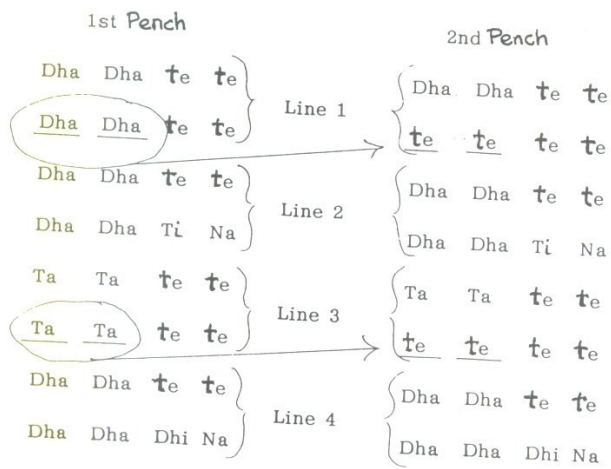 1st Pench
Dha Dha te te
Dha Dha te te
Line 1
Dha Dha te te
Dha Dha Ti Na
Line 2
Ta Ta te te
Ta Ta te te
Line 3
Dha Dha te te
Dha Dha Dhi Na
Line 4
2nd Pench
Dha Dha te te
te te te te
Dha Dha te te
Dha Dha Ti Na
Ta Ta te te
te te te te
Dha Dha te te
Dha Dha Dhi Na